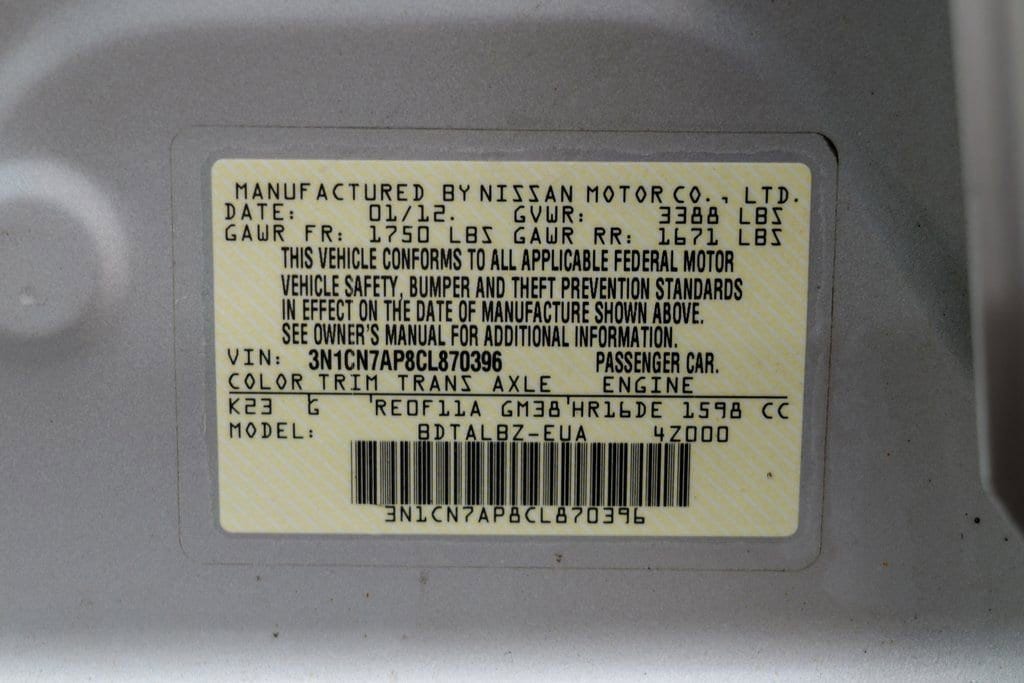 MANUFACTURED BY NISSAN MOTOR CO., LTD.
DATE: 01/12. GVWR: 3388 LBS
GAWR FR: 1750 LBS GAWR RR: 1671 LBS
THIS VEHICLE CONFORMS TO ALL APPLICABLE FEDERAL MOTOR
VEHICLE SAFETY, BUMPER AND THEFT PREVENTION STANDARDS
IN EFFECT ON THE DATE OF MANUFACTURE SHOWN ABOVE.
SEE OWNER'S MANUAL FOR ADDITIONAL INFORMATION.
VIN: 3N1CN7AP8CL870396 PASSENGER CAR.
COLOR TRIM TRANS AXLE ENGINE
K23 G RE0F11A GM38 HR16DE 1598 CC
MODEL: BDTALBZ-EUA 4Z000
3N1CN7AP8CL870396